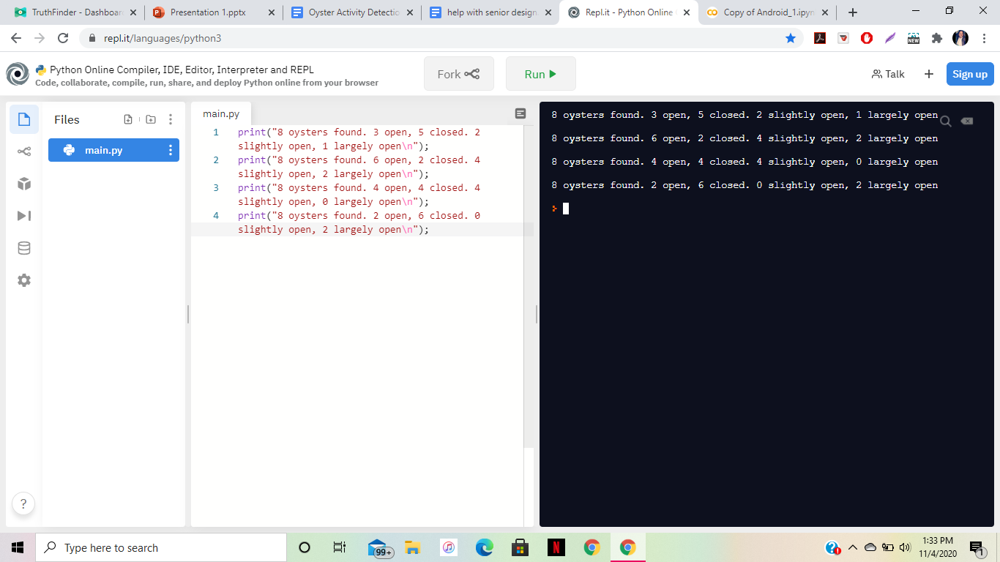 TruthFinder - Dashboar
Presentation 1.pptx
Oyster Activity Detectio
help with senior design.
Repl.it - Python Online
Copy of Android_1.ipyn
repl.it/languages/python3
NEW
Python Online Compiler, IDE, Editor, Interpreter and REPL
Code, collaborate, compile, run, share, and deploy Python online from your browser
Fork
Run
Talk
Sign up
Files
main.py
main.py
1 print("8 oysters found. 3 open, 5 closed. 2
slightly open, 1 largely open\n");
2 print("8 oysters found. 6 open, 2 closed. 4
slightly open, 2 largely open\n");
3 print("8 oysters found. 4 open, 4 closed. 4
slightly open, 0 largely open\n");
4 print("8 oysters found. 2 open, 6 closed. 0
slightly open, 2 largely open\n");
8 oysters found. 3 open, 5 closed. 2 slightly open, 1 largely open
8 oysters found. 6 open, 2 closed. 4 slightly open, 2 largely open
8 oysters found. 4 open, 4 closed. 4 slightly open, 0 largely open
8 oysters found. 2 open, 6 closed. 0 slightly open, 2 largely open
>
?
Type here to search
99+
N
1:33 PM
11/4/2020
1